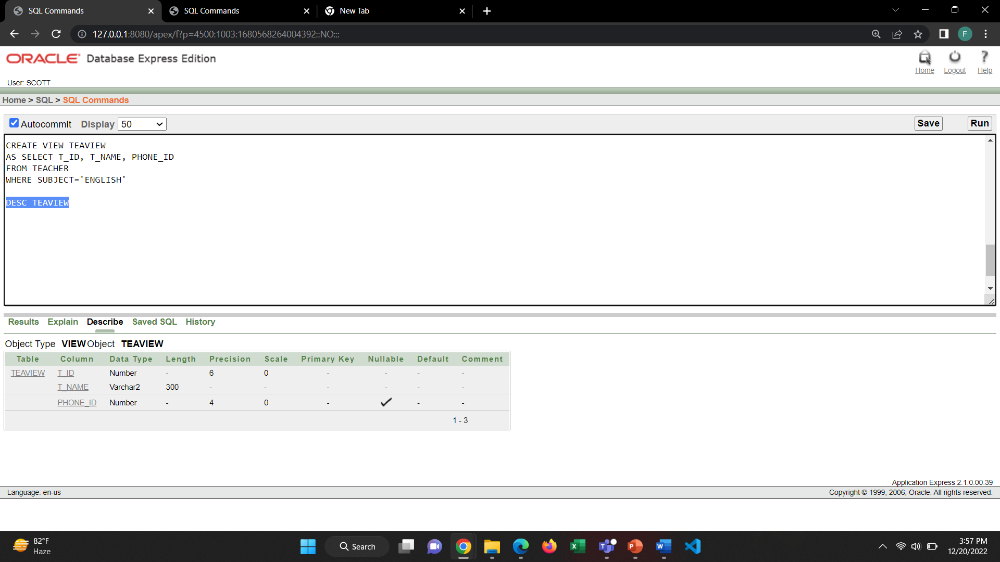 SQL Commands
SQL Commands
New Tab
127.0.0.1:8080/apex/f?p=4500:1003:1680568264004392::NO:::
F
ORACLE Database Express Edition
Home Logout Help
User: SCOTT
Home > SQL > SQL Commands
Autocommit Display 50 Save Run
CREATE VIEW TEAVIEW
AS SELECT T_ID, T_NAME, PHONE_ID
FROM TEACHER
WHERE SUBJECT='ENGLISH'
DESC TEAVIEW
Results Explain Describe Saved SQL History
Object Type VIEW Object TEAVIEW
Table Column Data Type Length Precision Scale Primary Key Nullable Default Comment
TEAVIEW T_ID Number - 6 0 - - - -
T_NAME Varchar2 300 - - - - - -
PHONE_ID Number - 4 0 - - -
1 - 3
Application Express 2.1.0.00.39
Language: en-us Copyright © 1999, 2006, Oracle. All rights reserved.
82°F
Haze
Search
3:57 PM
12/20/2022